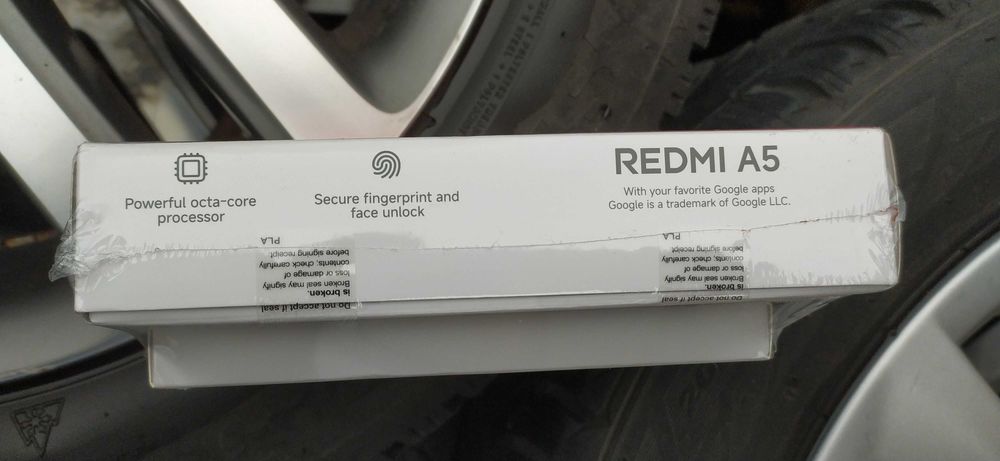 Powerful octa-core
processor
Secure fingerprint and
face unlock
REDMI A5
With your favorite Google apps
Google is a trademark of Google LLC.
Do not accept if seal
is broken.
Broken seal may signify
loss or damage of
contents, check carefully
before signing receipt.
PLA
Do not accept if seal
is broken.
Broken seal may signify
loss or damage of
contents, check carefully
before signing receipt.
PLA